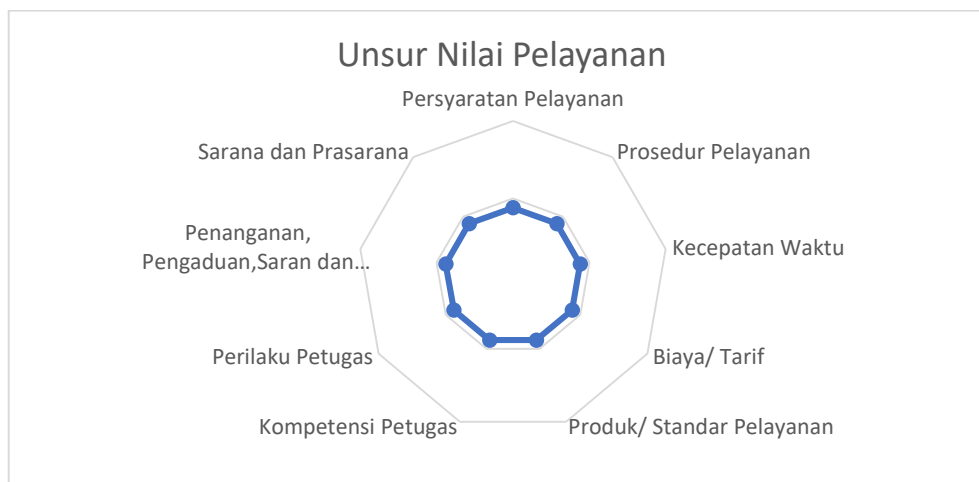 Unsur Nilai Pelayanan
Persyaratan Pelayanan
Sarana dan Prasarana
Prosedur Pelayanan
Penanganan,
Pengaduan,Saran dan...
Kecepatan Waktu
Perilaku Petugas
Biaya/ Tarif
Kompetensi Petugas
Produk/ Standar Pelayanan